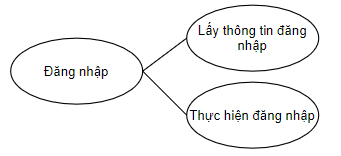 Đăng nhập
Lấy thông tin đăng
nhập
Thực hiện đăng nhập